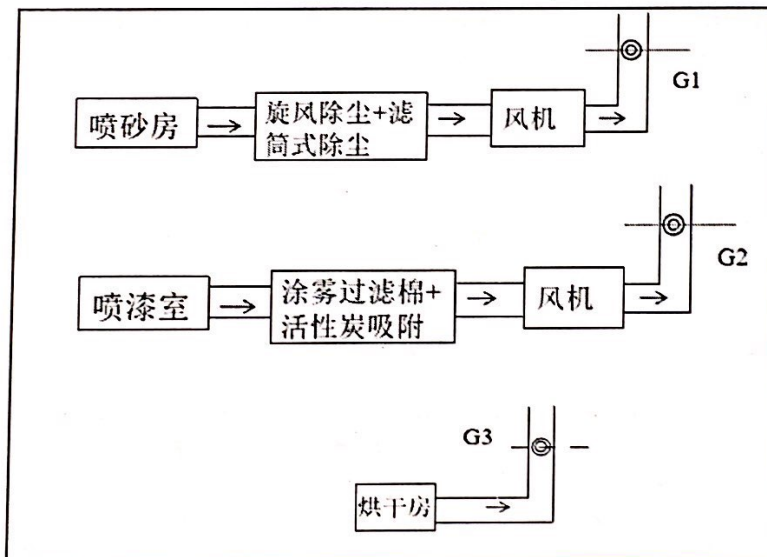 G1
喷砂房
旋风除尘+滤
筒式除尘
风机
G2
喷漆室
涂雾过滤棉+
活性炭吸附
风机
G3
烘干房